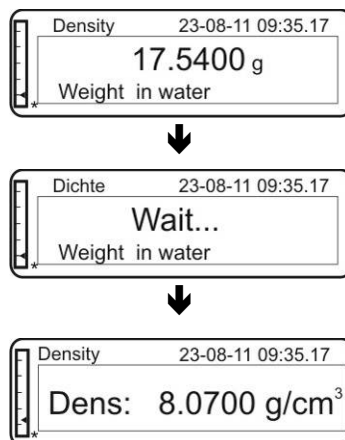 Density 23-08-11 09:35.17
17.5400 g
Weight in water
*
Dichte 23-08-11 09:35.17
Wait...
Weight in water
*
Density 23-08-11 09:35.17
Dens: 8.0700 g/cm³
*